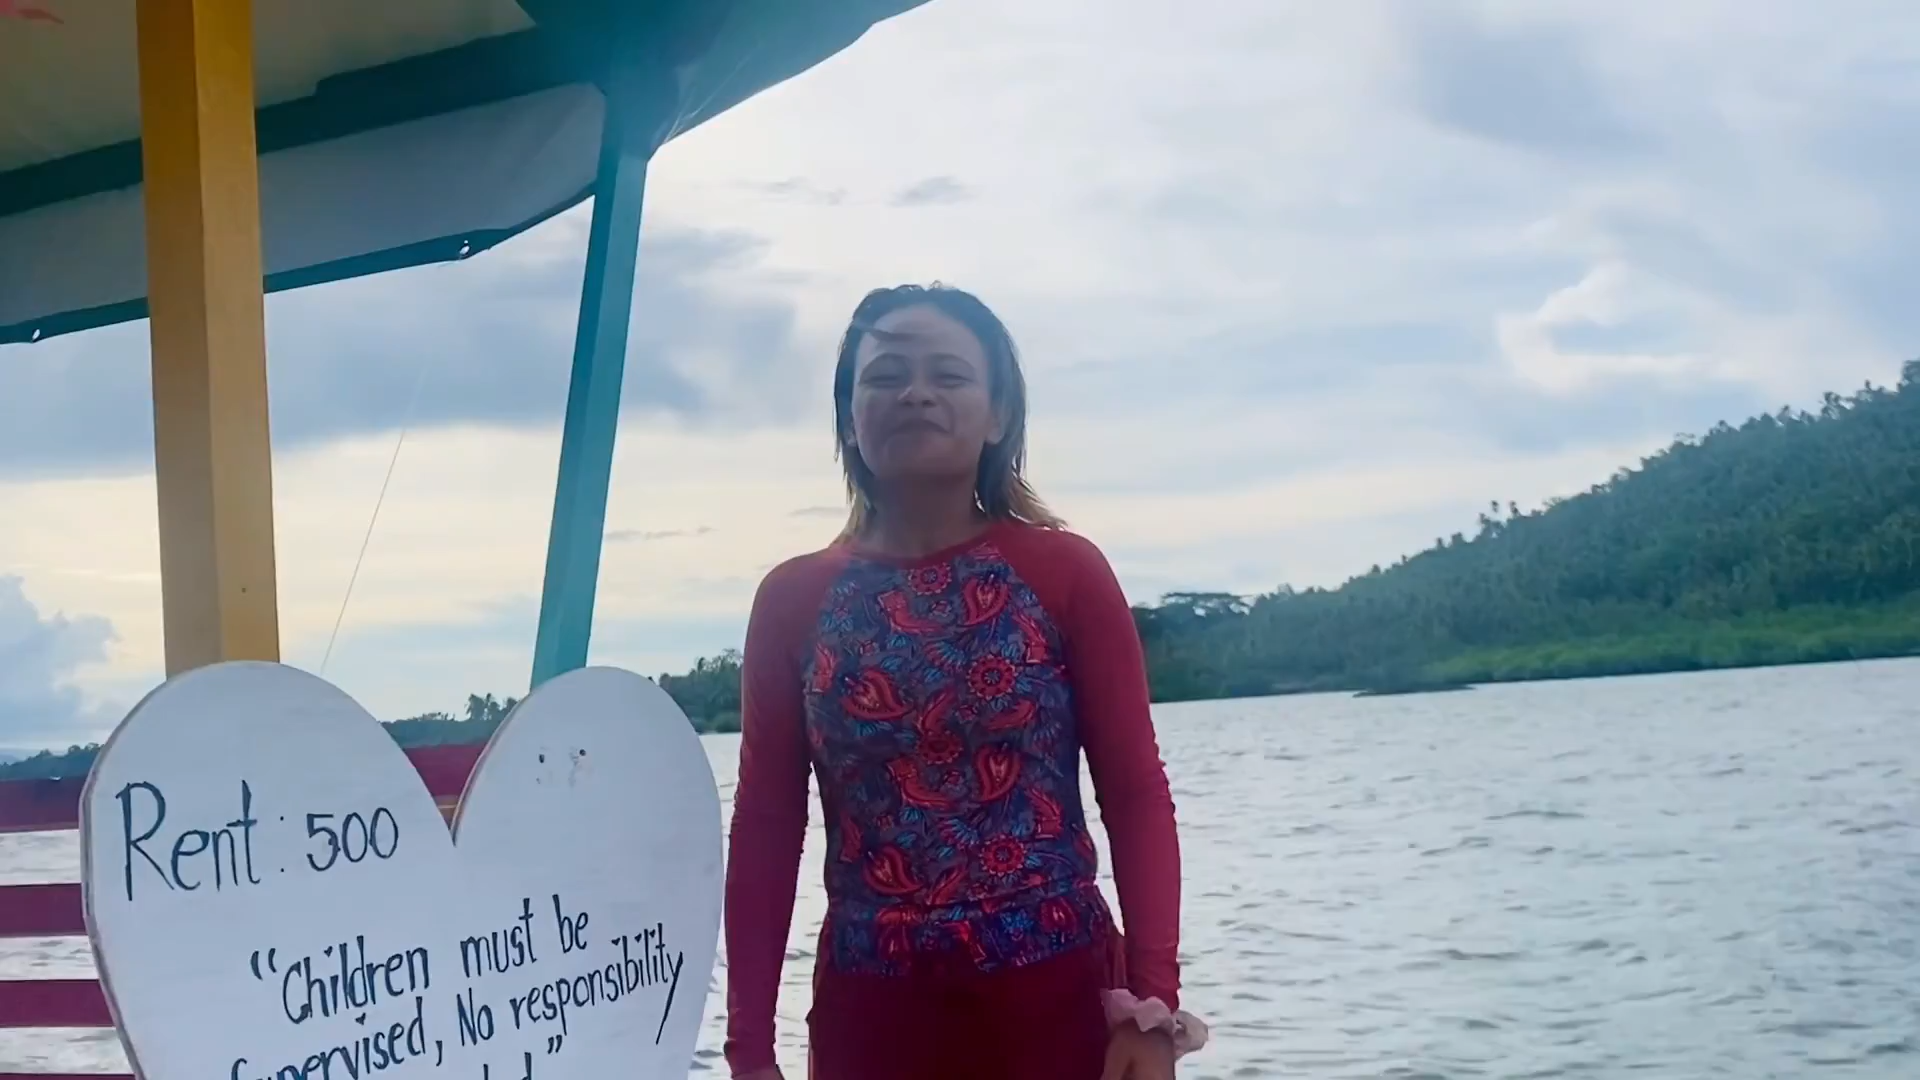 Rent: 500
"Children must be
Supervised, No responsibility